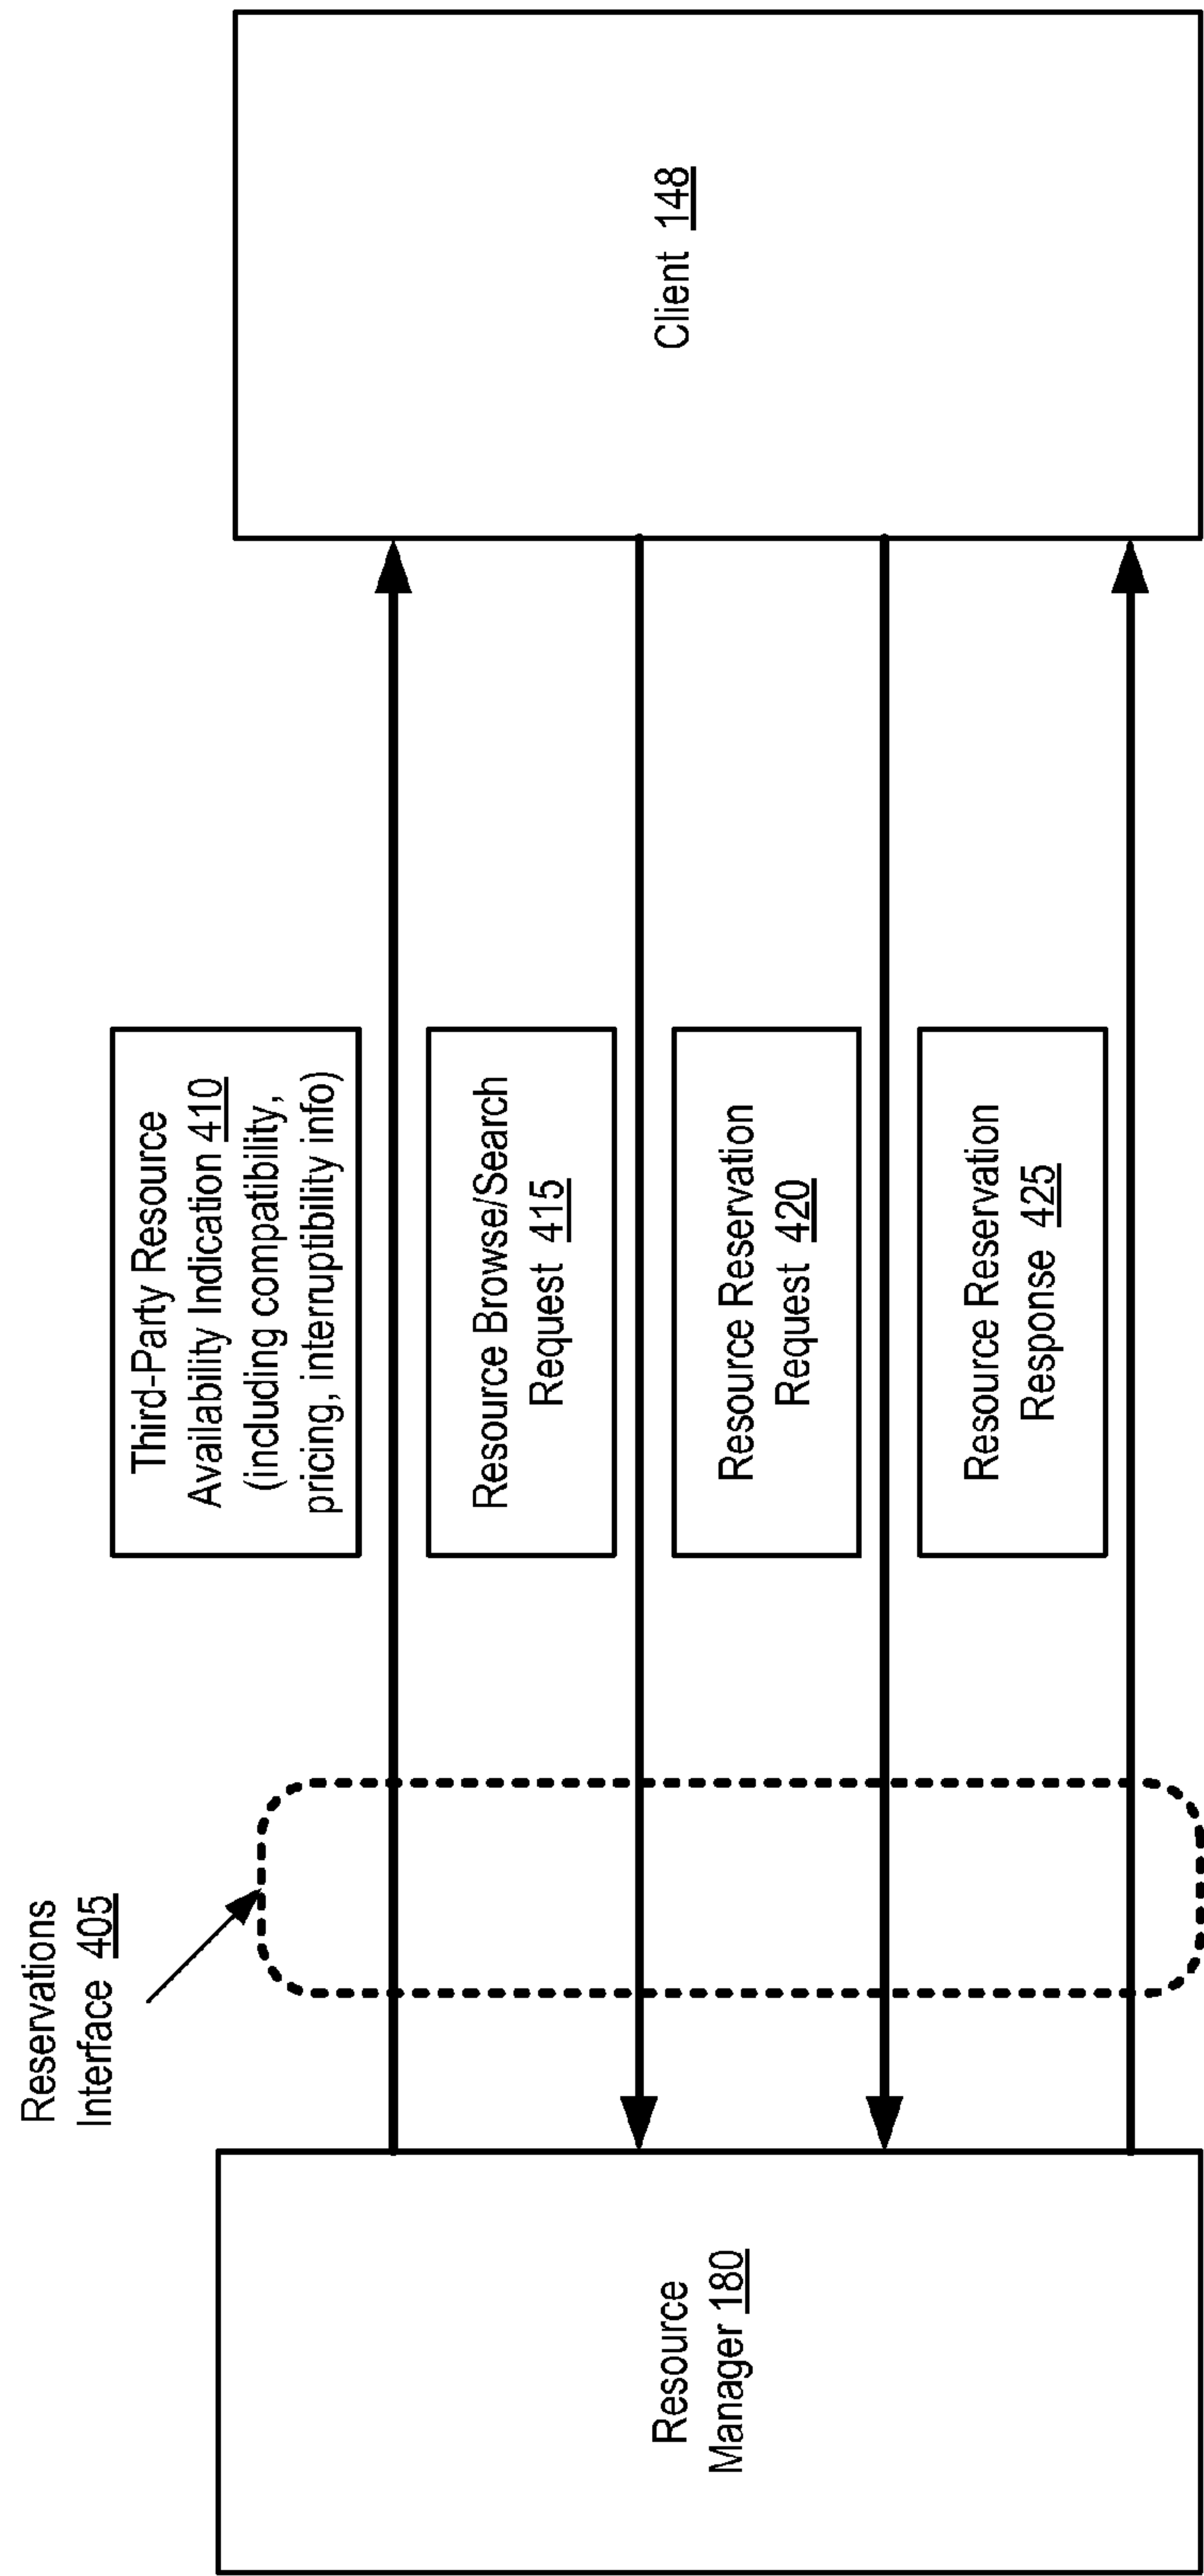 Reservations
Interface 405
Third-Party Resource
Availability Indication 410
(including compatibility,
pricing, interruptibility info)
Resource Browse/Search
Request 415
Resource Reservation
Request 420
Resource Reservation
Response 425
Resource
Manager 180
Client 148